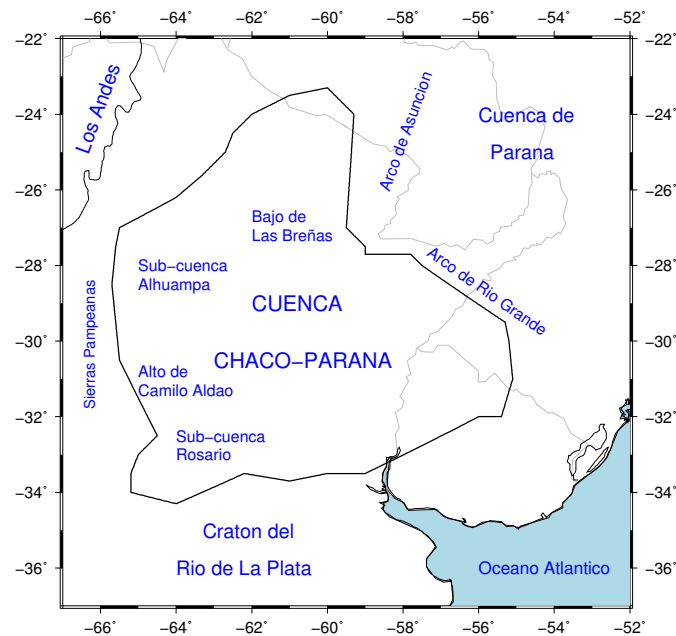 −66˚ −64˚ −62˚ −60˚ −58˚ −56˚ −54˚ −52˚
−22˚ −22˚
Los Andes
Arco de Asuncion
−24˚ −24˚
Cuenca de
Parana
−26˚ −26˚
Bajo de
Las Breñas
−28˚ −28˚
Sub−cuenca
Alhuampa
Arco de Rio Grande
CUENCA
Sierras Pampeanas
−30˚ −30˚
CHACO−PARANA
Alto de
Camilo Aldao
−32˚ −32˚
Sub−cuenca
Rosario
−34˚ −34˚
Craton del
Rio de La Plata
−36˚ −36˚
Oceano Atlantico
−66˚ −64˚ −62˚ −60˚ −58˚ −56˚ −54˚ −52˚